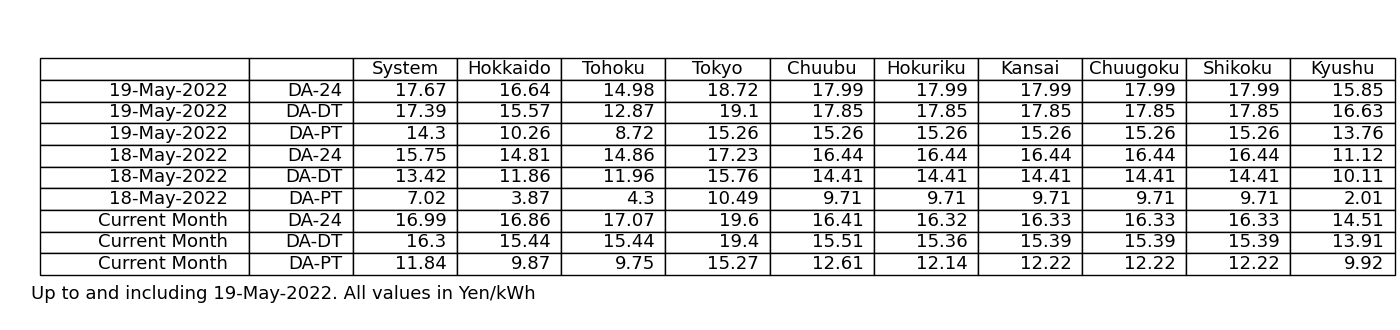 System Hokkaido Tohoku Tokyo Chuubu Hokuriku Kansai Chuugoku Shikoku Kyushu
19-May-2022 DA-24 17.67 16.64 14.98 18.72 17.99 17.99 17.99 17.99 17.99 15.85
19-May-2022 DA-DT 17.39 15.57 12.87 19.1 17.85 17.85 17.85 17.85 17.85 16.63
19-May-2022 DA-PT 14.3 10.26 8.72 15.26 15.26 15.26 15.26 15.26 15.26 13.76
18-May-2022 DA-24 15.75 14.81 14.86 17.23 16.44 16.44 16.44 16.44 16.44 11.12
18-May-2022 DA-DT 13.42 11.86 11.96 15.76 14.41 14.41 14.41 14.41 14.41 10.11
18-May-2022 DA-PT 7.02 3.87 4.3 10.49 9.71 9.71 9.71 9.71 9.71 2.01
Current Month DA-24 16.99 16.86 17.07 19.6 16.41 16.32 16.33 16.33 16.33 14.51
Current Month DA-DT 16.3 15.44 15.44 19.4 15.51 15.36 15.39 15.39 15.39 13.91
Current Month DA-PT 11.84 9.87 9.75 15.27 12.61 12.14 12.22 12.22 12.22 9.92
Up to and including 19-May-2022. All values in Yen/kWh